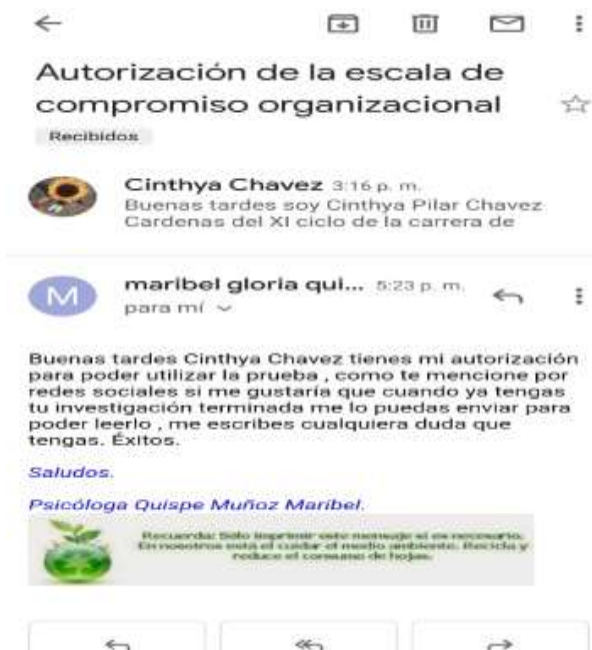 Autorización de la escala de
compromiso organizacional
Recibidos
Cinthya Chavez 3:16 p. m.
Buenas tardes soy Cinthya Pilar Chavez
Cardenas del XI ciclo de la carrera de
M
maribel gloria qui... 5:23 p. m.
para mí
Buenas tardes Cinthya Chavez tienes mi autorización
para poder utilizar la prueba , como te mencione por
redes sociales si me gustaría que cuando ya tengas
tu investigación terminada me lo puedas enviar para
poder leerlo , me escribes cualquiera duda que
tengas. Éxitos.
Saludos.
Psicóloga Quispe Muñoz Maribel.
Recuerda: Sólo imprimir este mensaje si es necesario.
En nosotros está el cuidar el medio ambiente. Recicla y
reduce el consumo de hojas.